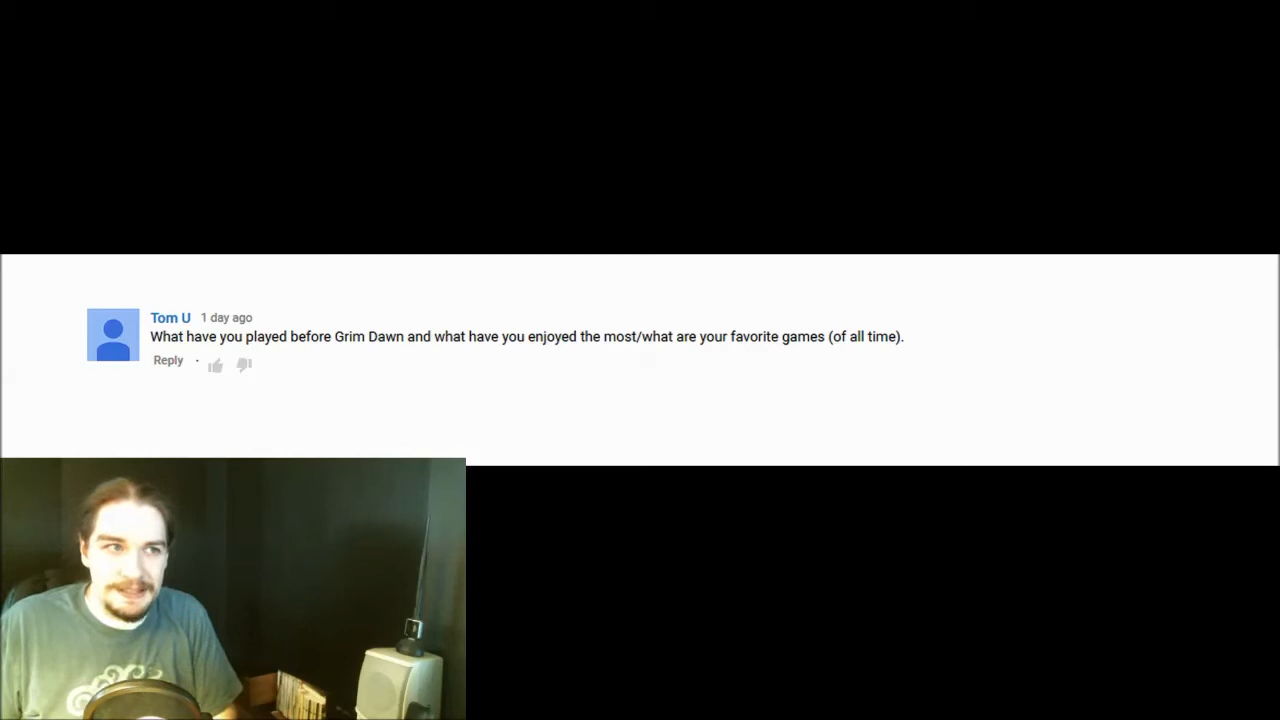 Tom U 1 day ago
What have you played before Grim Dawn and what have you enjoyed the most/what are your favorite games (of all time).
Reply